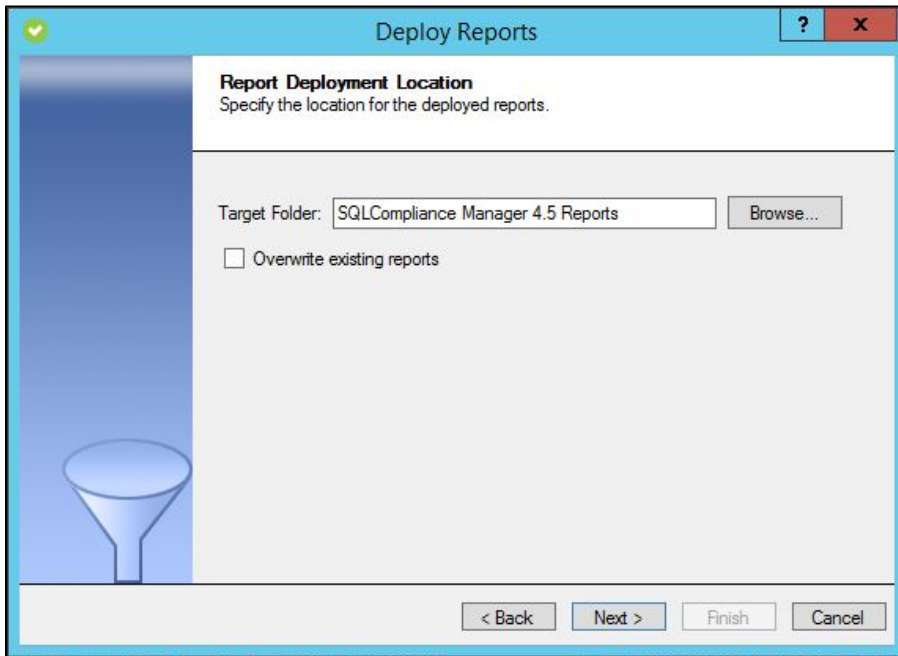 Deploy Reports
?
x
Report Deployment Location
Specify the location for the deployed reports.
Target Folder: SQLCompliance Manager 4.5 Reports Browse...
Overwrite existing reports
< Back Next > Finish Cancel